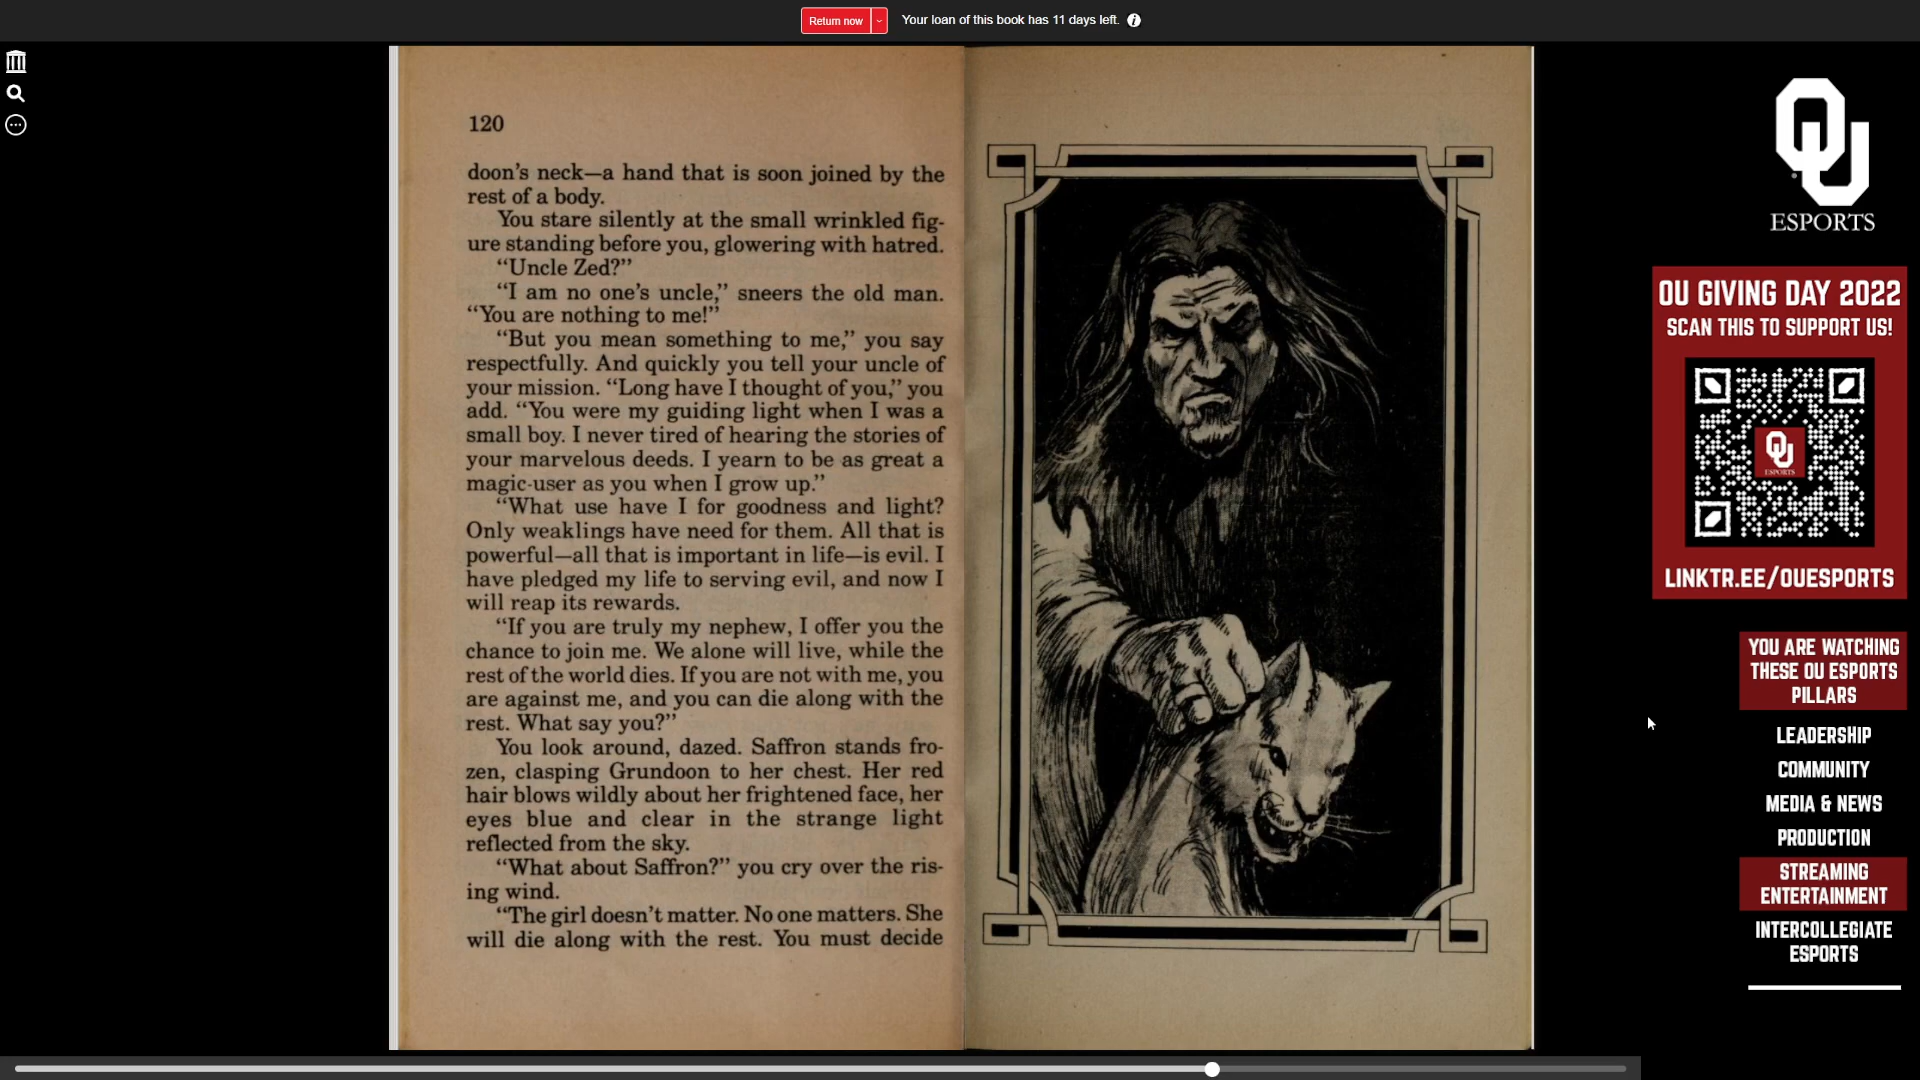 Return now
Your loan of this book has 11 days left.
120
doon's neck—a hand that is soon joined by the
rest of a body.
You stare silently at the small wrinkled fig-
ure standing before you, glowering with hatred.
“Uncle Zed?”
“I am no one's uncle,” sneers the old man.
“You are nothing to me!”
“But you mean something to me,” you say
respectfully. And quickly you tell your uncle of
your mission. “Long have I thought of you,” you
add. “You were my guiding light when I was a
small boy. I never tired of hearing the stories of
your marvelous deeds. I yearn to be as great a
magic-user as you when I grow up.”
“What use have I for goodness and light?
Only weaklings have need for them. All that is
powerful—all that is important in life—is evil. I
have pledged my life to serving evil, and now I
will reap its rewards.
“If you are truly my nephew, I offer you the
chance to join me. We alone will live, while the
rest of the world dies. If you are not with me, you
are against me, and you can die along with the
rest. What say you?”
You look around, dazed. Saffron stands fro-
zen, clasping Grundoon to her chest. Her red
hair blows wildly about her frightened face, her
eyes blue and clear in the strange light
reflected from the sky.
“What about Saffron?” you cry over the ris-
ing wind.
“The girl doesn't matter. No one matters. She
will die along with the rest. You must decide
OU
ESPORTS
OU GIVING DAY 2022
SCAN THIS TO SUPPORT US!
OU
ESPORTS
LINKTR.EE/OUESPORTS
YOU ARE WATCHING
THESE OU ESPORTS
PILLARS
LEADERSHIP
COMMUNITY
MEDIA & NEWS
PRODUCTION
STREAMING
ENTERTAINMENT
INTERCOLLEGIATE
ESPORTS